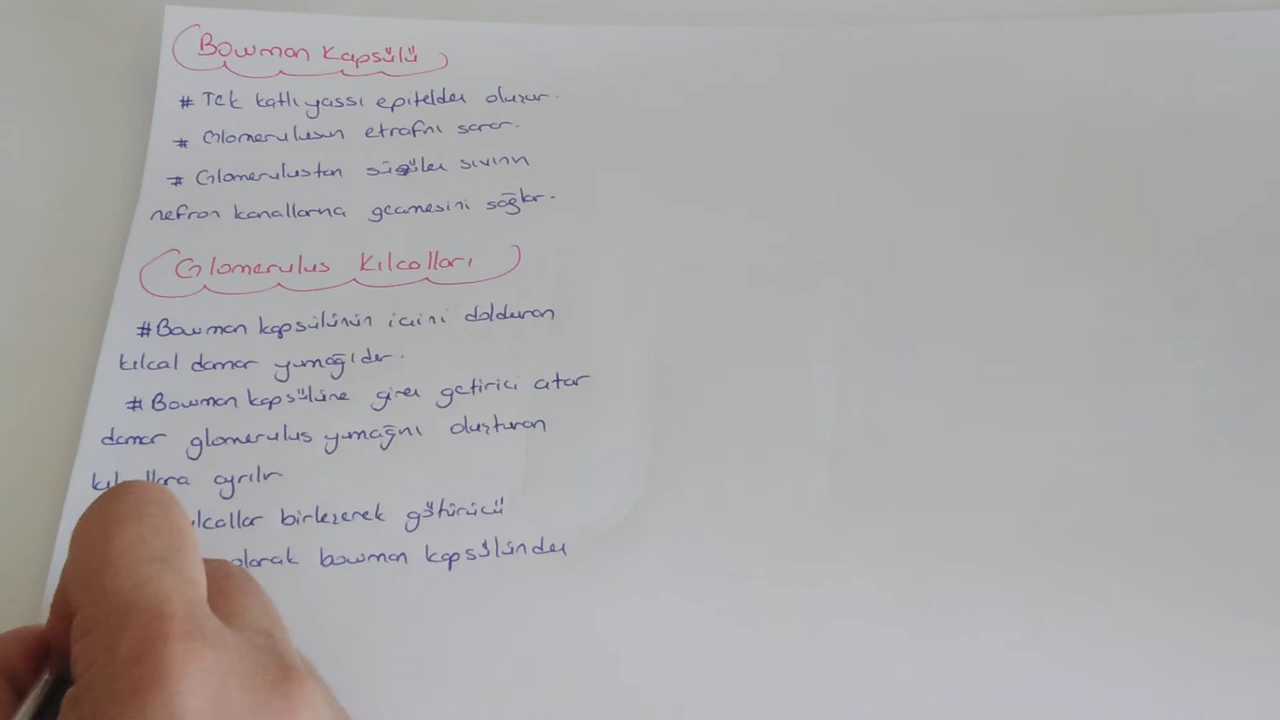 Bowman Kapsülü
# Tek katlı yassı epitelden oluşur.
# Glomerulusun etrafını sarar.
# Glomerulustan süzülen sıvının
nefron kanallarına geçmesini sağlar.
Glomerulus Kılcalları
# Bowman kapsülünün içini dolduran
kılcal damar yumağıdır.
# Bowman kapsülüne giren getirici atar
damar glomerulus yumağını oluşturan
kılcallara ayrılır
birleşerek götürücü
olarak bowman kapsülünden